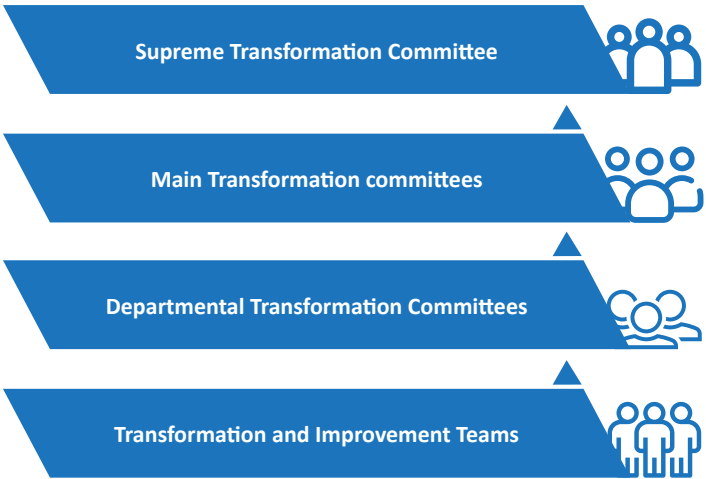 Supreme Transformation Committee
Main Transformation committees
Departmental Transformation Committees
Transformation and Improvement Teams